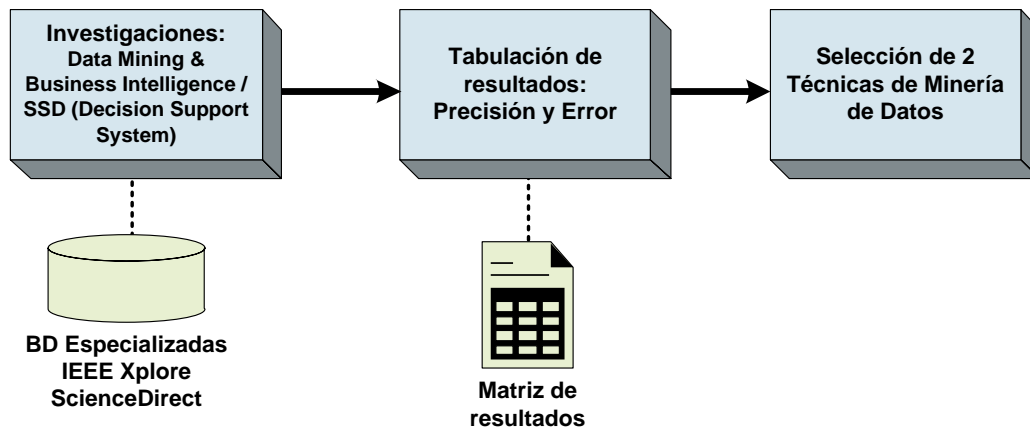 Investigaciones:
Data Mining &
Business Intelligence /
SSD (Decision Support
System)
Tabulación de
resultados:
Precisión y Error
Selección de 2
Técnicas de Minería
de Datos
BD Especializadas
IEEE Xplore
ScienceDirect
Matriz de
resultados